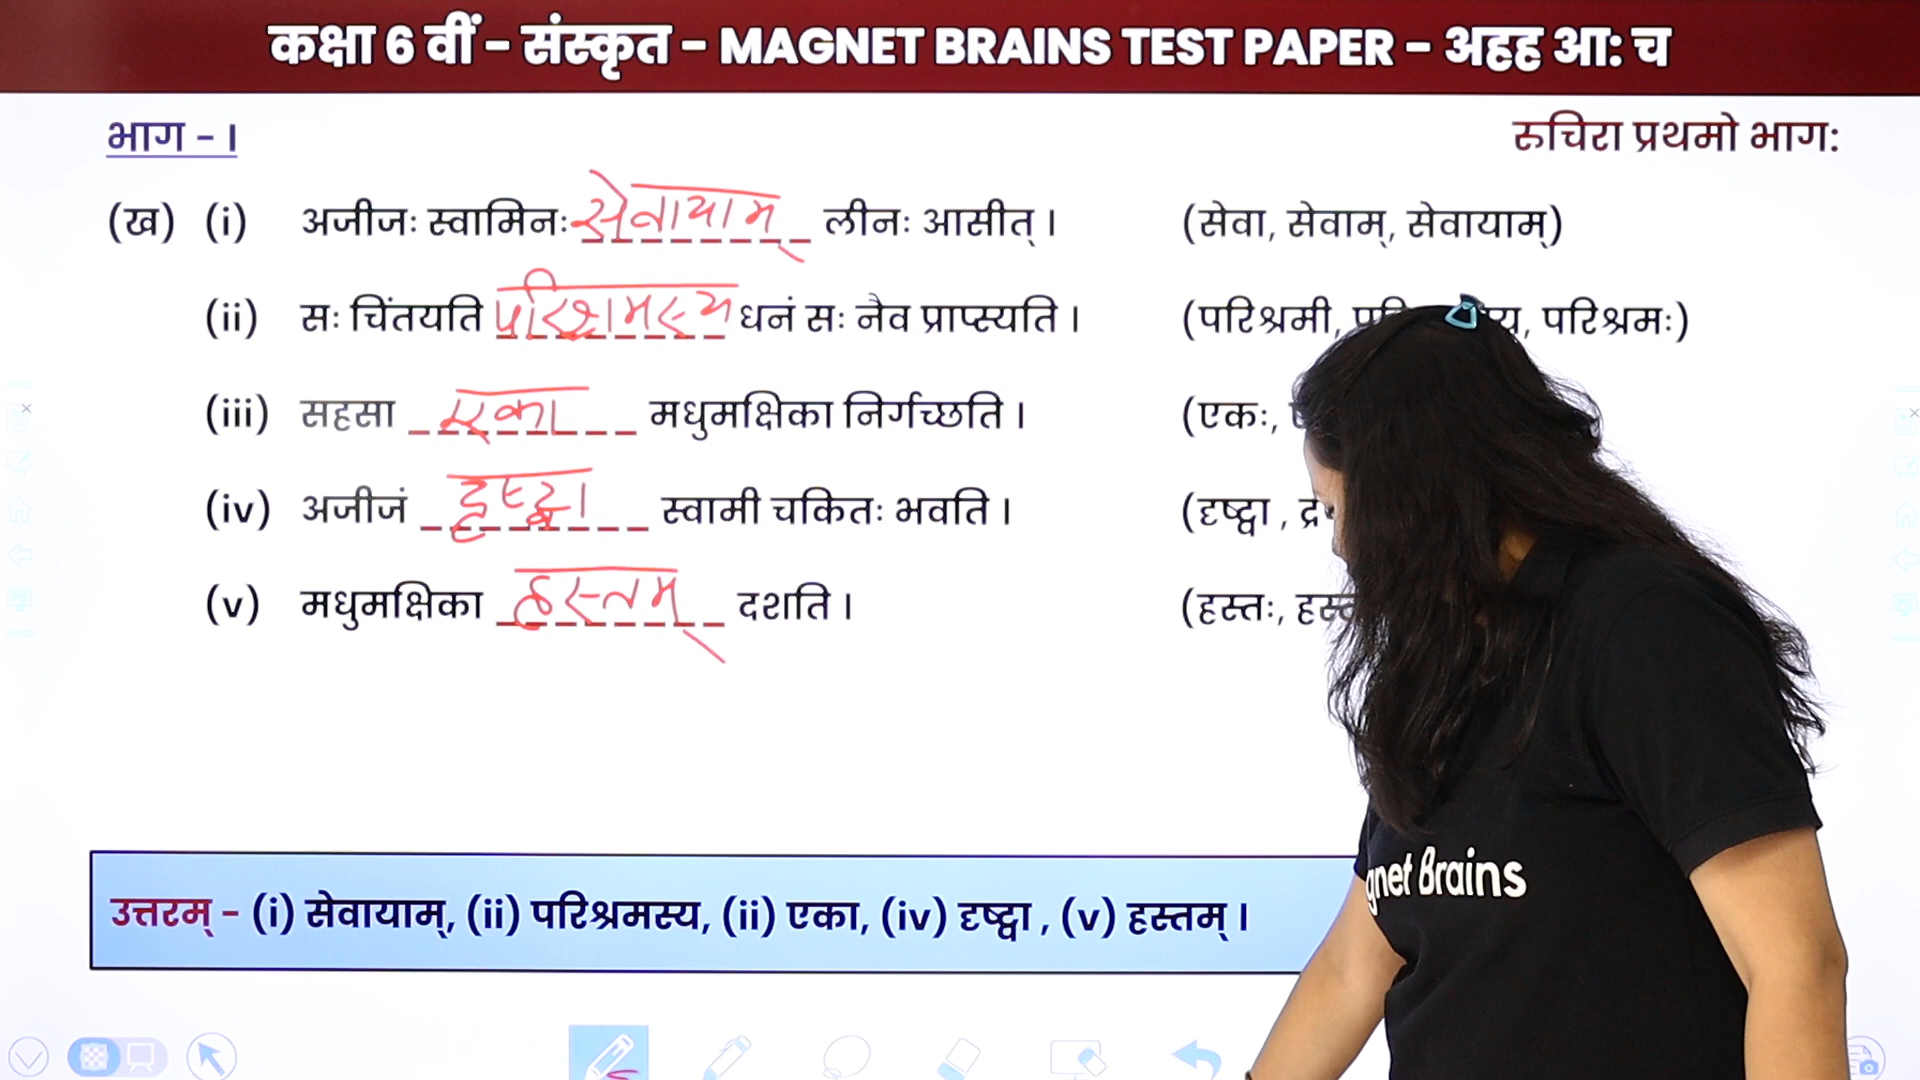 कक्षा 6 वीं - संस्कृत - MAGNET BRAINS TEST PAPER - अहह आ: च
भाग - I
रुचिरा प्रथमो भाग:
(ख) (i) अजीजः स्वामिनः सेवायाम् लीनः आसीत् । (सेवा, सेवाम्, सेवायाम्)
(ii) सः चिंतयति परिश्रमस्य धनं सः नैव प्राप्स्यति । (परिश्रमी, परिश्रमः)
(iii) सहसा एका मधुमक्षिका निर्गच्छति । (एकः,
(iv) अजीजं दृष्ट्वा स्वामी चकितः भवति । (दृष्ट्वा ,
(v) मधुमक्षिका हस्तम् दशति । (हस्तः,
उत्तरम् - (i) सेवायाम्, (ii) परिश्रमस्य, (ii) एका, (iv) दृष्ट्वा , (v) हस्तम् ।
gnet Brains